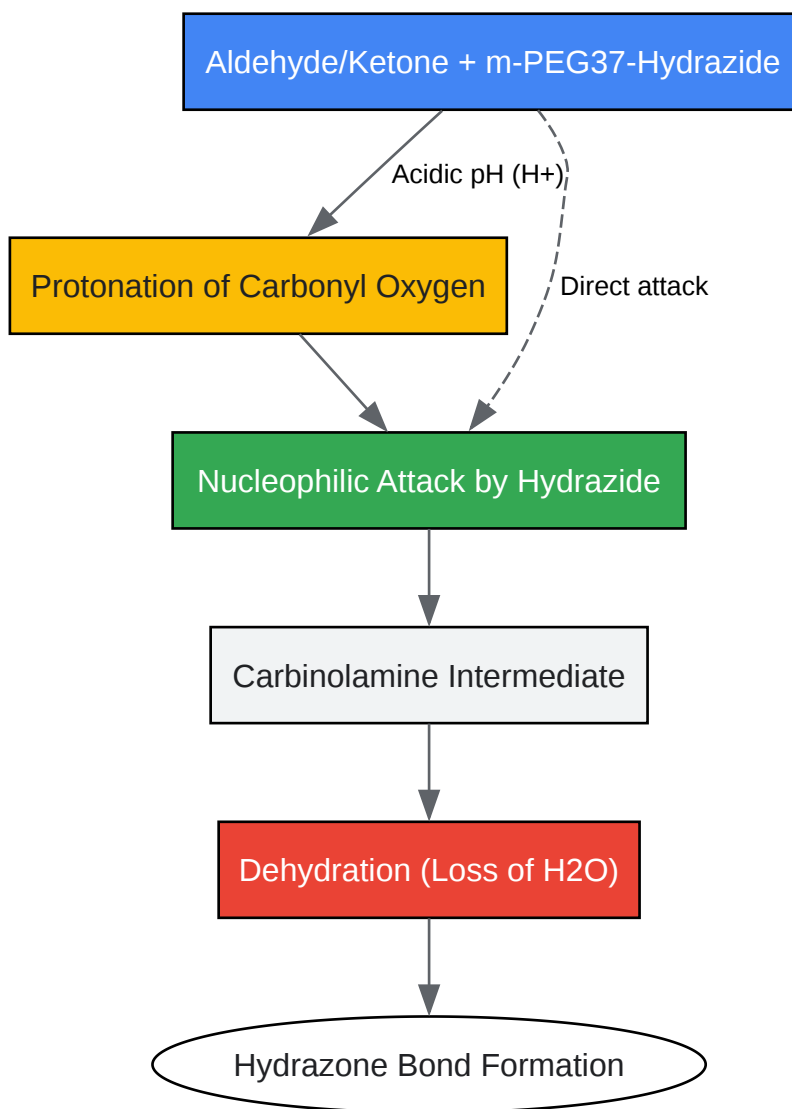 Aldehyde/Ketone + m-PEG37-Hydrazide
Acidic pH (H+)
Protonation of Carbonyl Oxygen
Direct attack
Nucleophilic Attack by Hydrazide
Carbinolamine Intermediate
Dehydration (Loss of H2O)
Hydrazone Bond Formation